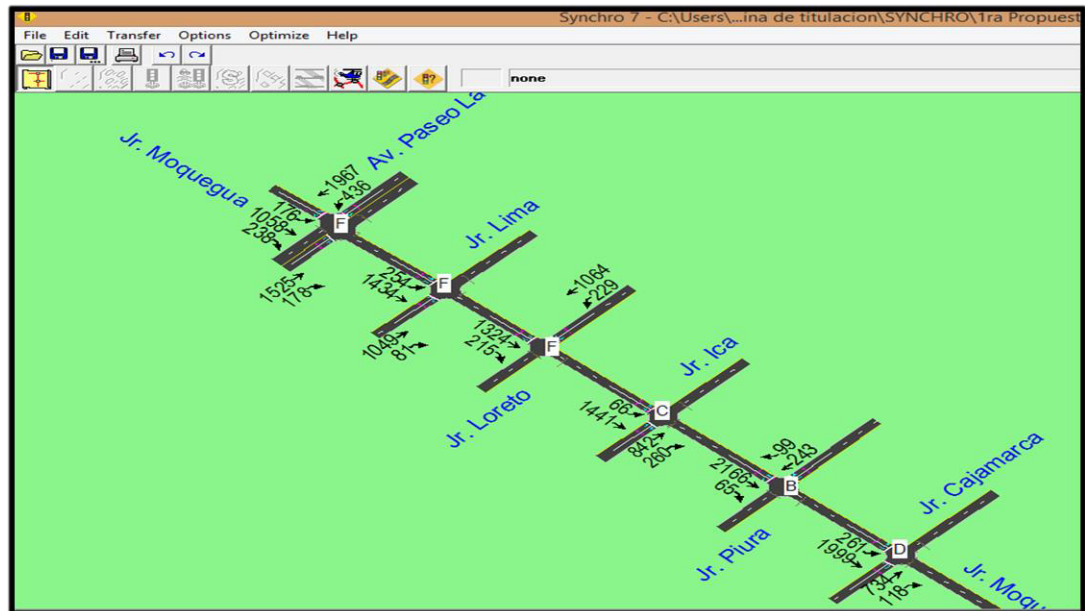 Synchro 7 - C:\Users\...ina de titulacion\SYNCHRO\1ra Propuest
File Edit Transfer Options Optimize Help
none
Jr. Moquegua
Av. Paseo La
1967
436
176
1058
238
F
1525
178
Jr. Lima
254
1434
F
1049
81
1064
229
1324
215
F
Jr. Loreto
Jr. Ica
66
1441
C
842
260
99
243
2166
65
B
Jr. Piura
Jr. Cajamarca
261
1999
D
734
118
Jr. Moqu